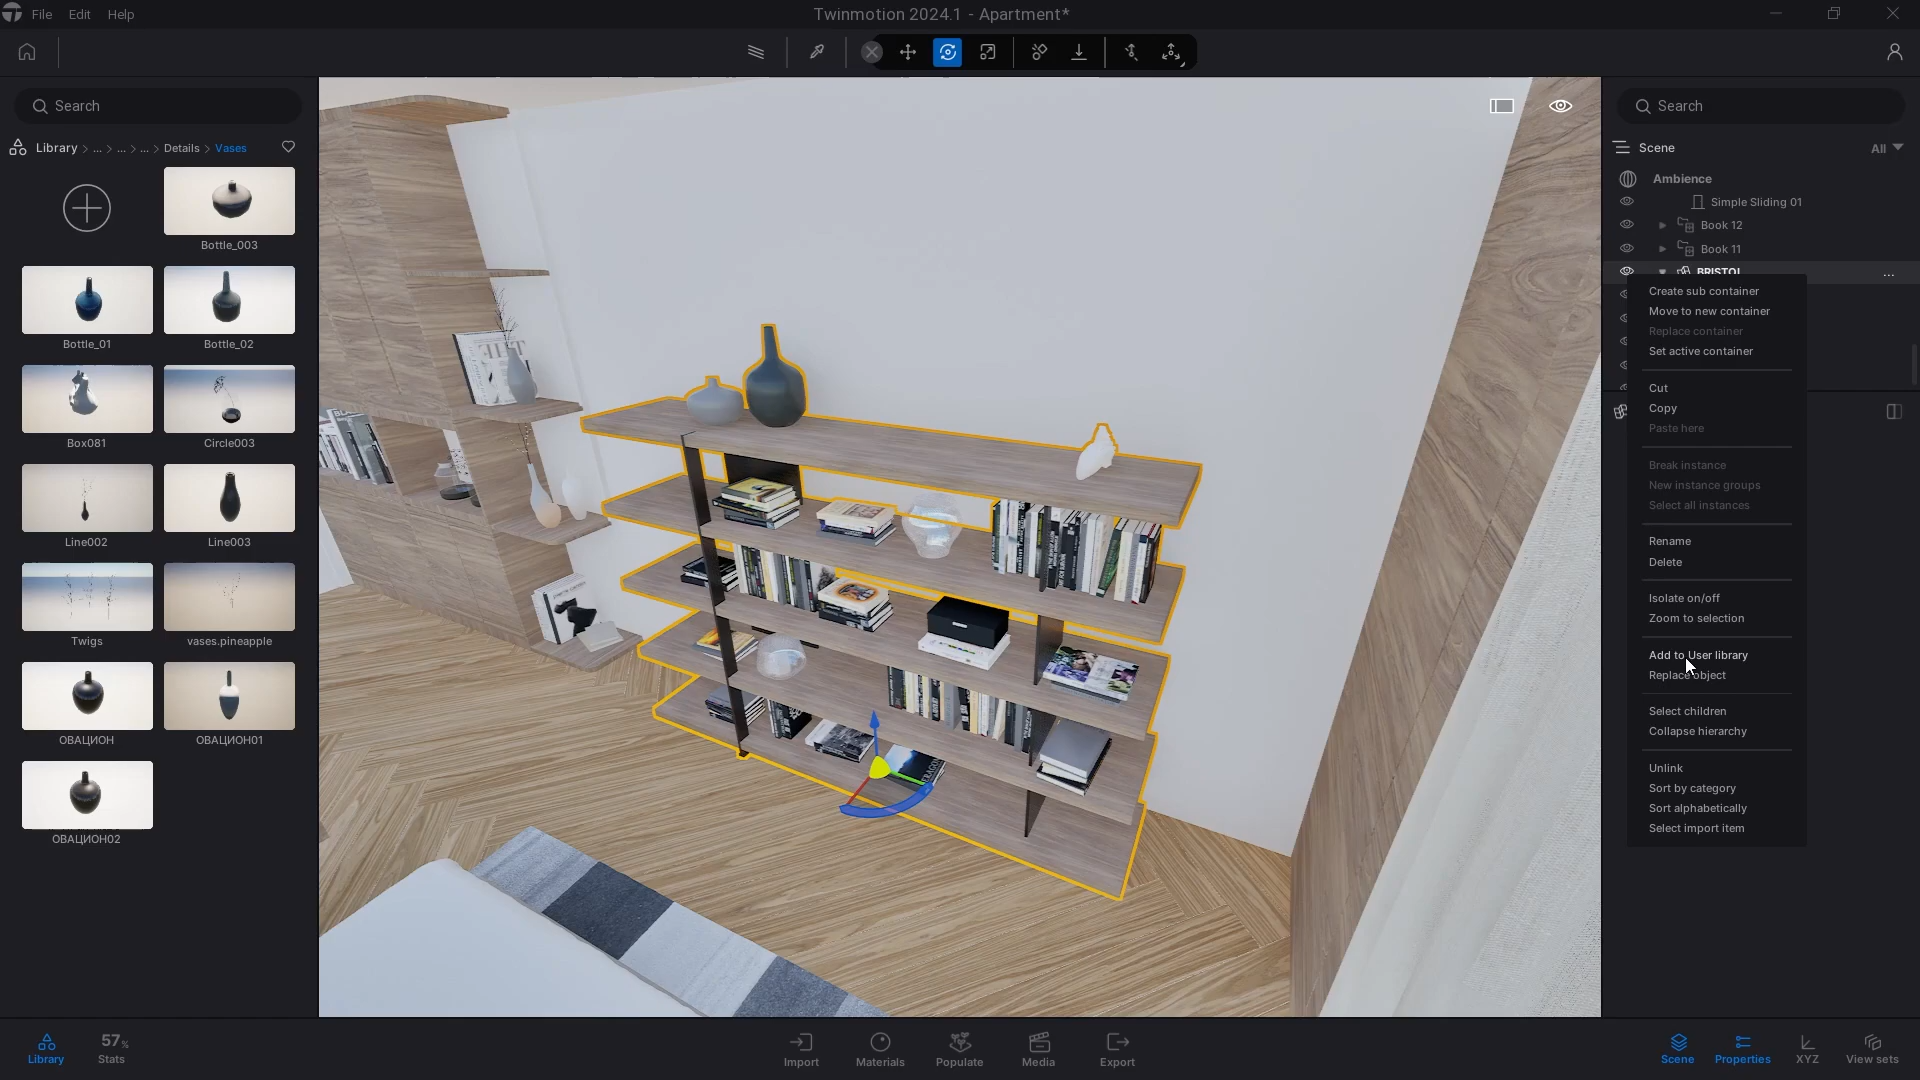 File Edit Help
Twinmotion 2024.1 - Apartment*
Search
Library > ... > ... > ... > Details > Vases
Bottle_003
Bottle_01
Bottle_02
Box081
Circle003
Line002
Line003
Twigs
vases.pineapple
ОВАЦИОН
ОВАЦИОН01
ОВАЦИОН02
Search
Scene
All
Ambience
Simple Sliding 01
Book 12
Book 11
BRISTOL
...
Create sub container
Move to new container
Replace container
Set active container
Cut
Copy
Paste here
Break instance
New instance groups
Select all instances
Rename
Delete
Isolate on/off
Zoom to selection
Add to User library
Replace object
Select children
Collapse hierarchy
Unlink
Sort by category
Sort alphabetically
Select import item
Library
57%
Stats
Import
Materials
Populate
Media
Export
Scene
Properties
XYZ
View sets